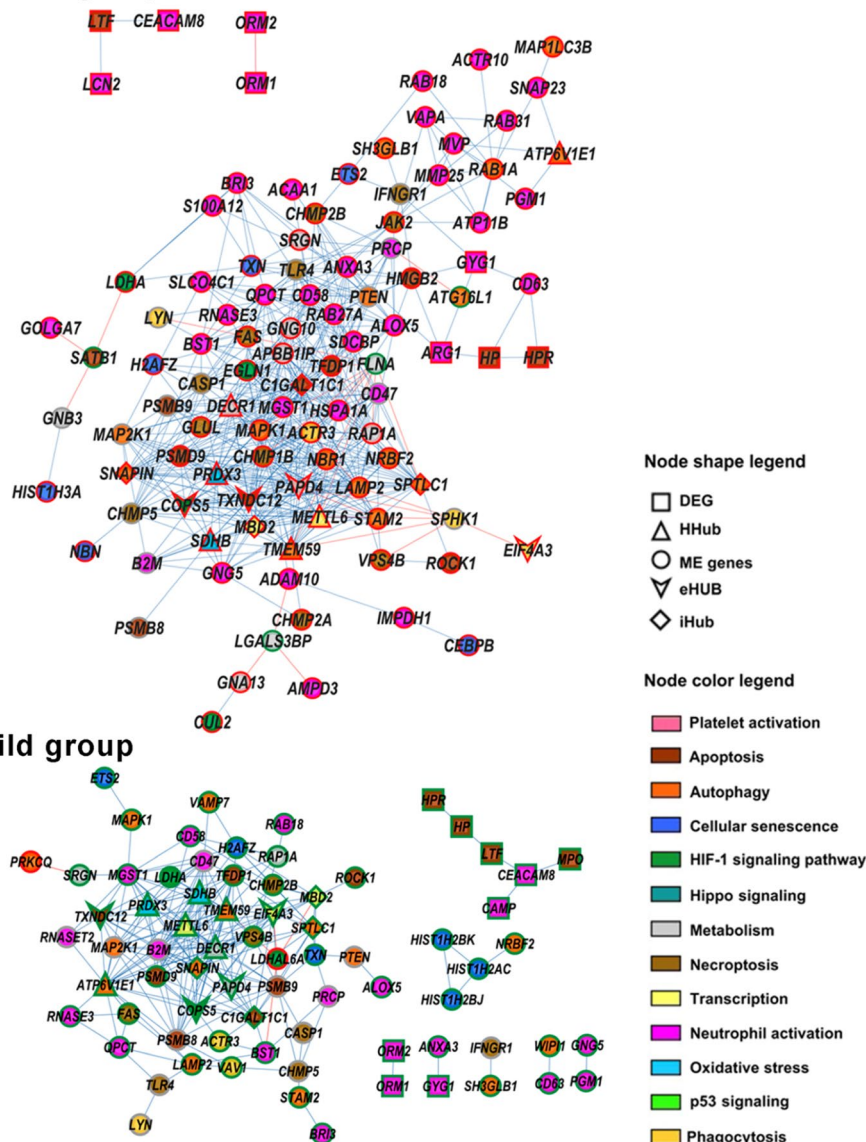 LTF CEACAM8 ORM2
LCN2 ORM1
MAP1LC3B
ACTR10
RAB18 SNAP23
VAPA RAB31
SH3GLB1 MVP ATP6V1E1
ETS2 MMP25 RAB1A
BRI3 ACAA1 IFNGR1 PGM1
S100A12 CHMP2B JAK2 ATP11B
SRGN PRCP
TXN TLR4 ANXA3 GYG1
LDHA SLCO4C1 HMGB2 CD63
QPCT CD58 PTEN ATG16L1
LYN RNASE3 RAB27A
GOLGA7 FAS GNG10 ALOX5
BST1 SDCBP
SATB1 H2AFZ APBB1IP ARG1 HP HPR
EGLN1 TFDP1 FLNA
CASP1 C1GALT1C1
CD47
PSMB9 DECR1 MGST1 HSPA1A
GNB3 GLUL
MAP2K1 MAPK1 ACTR3 RAP1A
PSMD9 CHMP1B NBR1 NRBF2
SNAPIN PRDX3 PAPD4 LAMP2 SPTLC1
HIST1H3A COPS5 TXNDC12
CHMP5 MBD2 METTL6 STAM2 SPHK1
SDHB
NBN TMEM59 EIF4A3
B2M GNG5 VPS4B ROCK1
ADAM10
PSMB8 CHMP2A IMPDH1
LGALS3BP CEBPB
GNA13 AMPD3
CUL2
Node shape legend
DEG
HHub
ME genes
eHUB
iHub
Node color legend
Platelet activation
Apoptosis
Autophagy
Cellular senescence
HIF-1 signaling pathway
Hippo signaling
Metabolism
Necroptosis
Transcription
Neutrophil activation
Oxidative stress
p53 signaling
Phagocytosis
ild group
ETS2
VAMP7
MAPK1 RAB18
CD58
H2AFZ
PRKCQ CD47 RAP1A
SRGN MGST1 LDHA TFDP1 ROCK1
SDHB CHMP2B
PRDX3 MBD2
TXNDC12 TMEM59 EIF4A3
METTL6 SPTLC1
RNASET2 MAP2K1 B2M VPS4B
DECR1 TXN PTEN
SNAPIN LDHAL6A
ATP6V1E1 PSMD9 PAPD4 PSMB9 ALOX5
PRCP
RNASE3 FAS COPS5 C1GALT1C1
QPCT PSMB8 ACTR3 CASP1
BST1
LAMP2 VAV1 CHMP5
TLR4
STAM2
LYN BRI3
HPR
HP
LTF MPO
CEACAM8
CAMP
HIST1H2BK NRBF2
HIST1H2AC
HIST1H2BJ
ORM2 ANXA3 IFNGR1 WIPI1 GNG5
ORM1 GYG1 SH3GLB1 CD63 PGM1